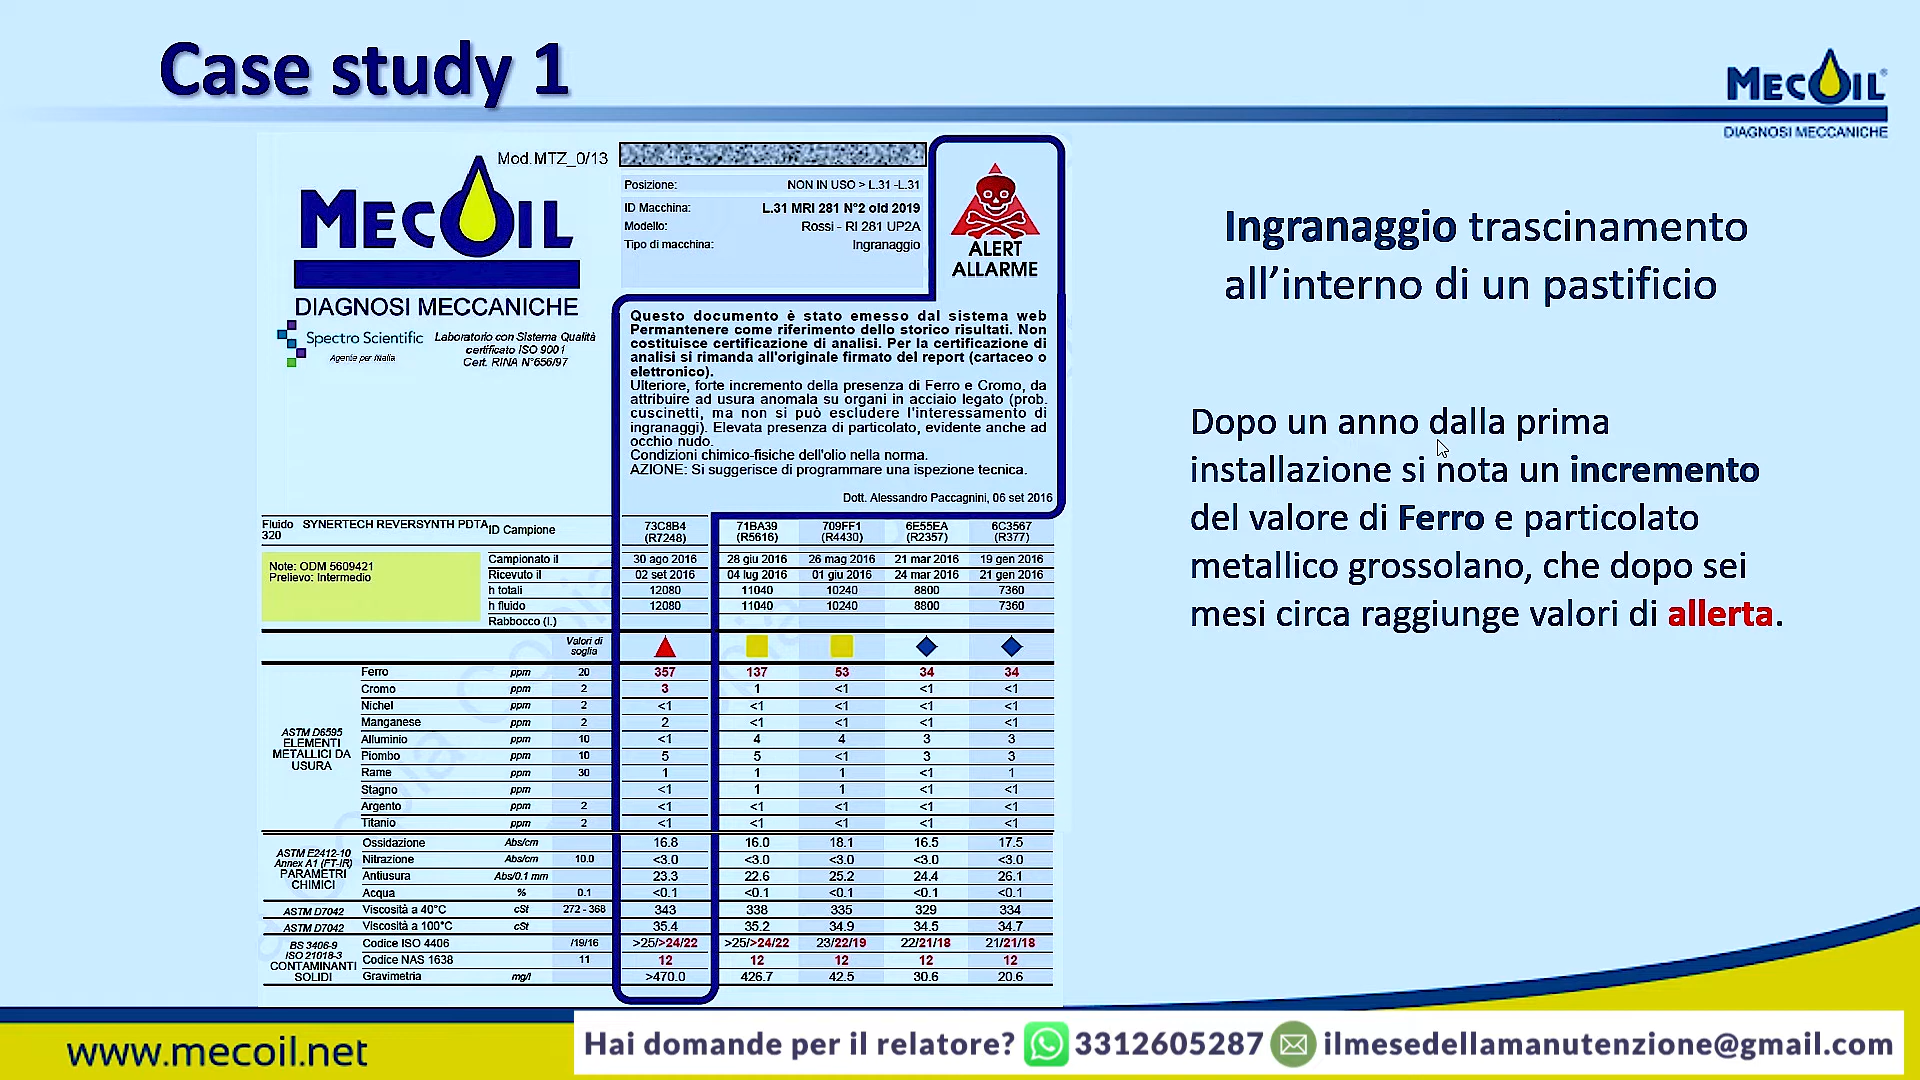 Case study 1
MECOIL
DIAGNOSI MECCANICHE
Mod.MTZ_0/13
MECOIL
DIAGNOSI MECCANICHE
Spectro Scientific
Agente per l'Italia
Laboratorio con Sistema Qualità
certificato ISO 9001
Cert. RINA N°656/97
Posizione: NON IN USO > L.31 -L.31
ID Macchina: L.31 MRI 281 N°2 old 2019
Modello: Rossi - RI 281 UP2A
Tipo di macchina: Ingranaggio
ALERT
ALLARME
Questo documento è stato emesso dal sistema web
Permantenere come riferimento dello storico risultati. Non
costituisce certificazione di analisi. Per la certificazione di
analisi si rimanda all'originale firmato del report (cartaceo o
elettronico).
Ulteriore, forte incremento della presenza di Ferro e Cromo, da
attribuire ad usura anomala su organi in acciaio legato (prob.
cuscinetti, ma non si può escludere l'interessamento di
ingranaggi). Elevata presenza di particolato, evidente anche ad
occhio nudo.
Condizioni chimico-fisiche dell'olio nella norma.
AZIONE: Si suggerisce di programmare una ispezione tecnica.
Dott. Alessandro Paccagnini, 06 set 2016
Fluido SYNERTECH REVERSYNTH PDTA
320
Note: ODM 5609421
Prelievo: Intermedio
ID Campione 73C8B4 71BA39 709FF1 6E55EA 6C3567
(R7248) (R5616) (R4430) (R2357) (R377)
Campionato il 30 ago 2016 28 giu 2016 26 mag 2016 21 mar 2016 19 gen 2016
Ricevuto il 02 set 2016 04 lug 2016 01 giu 2016 24 mar 2016 21 gen 2016
h totali 12080 11040 10240 8800 7360
h fluido 12080 11040 10240 8800 7360
Rabbocco (l.)
Valori di
soglia
ASTM D6595
ELEMENTI
METALLICI DA
USURA
Ferro ppm 20 357 137 53 34 34
Cromo ppm 2 3 1 <1 <1 <1
Nichel ppm 2 <1 <1 <1 <1 <1
Manganese ppm 2 2 <1 <1 <1 <1
Alluminio ppm 10 <1 4 4 3 3
Piombo ppm 10 5 5 <1 3 3
Rame ppm 30 1 1 1 <1 1
Stagno ppm <1 1 1 <1 <1
Argento ppm 2 <1 <1 <1 <1 <1
Titanio ppm 2 <1 <1 <1 <1 <1
ASTM E2412-10
Annex A1 (FT-IR)
PARAMETRI
CHIMICI
Ossidazione Abs/cm 16.8 16.0 18.1 16.5 17.5
Nitrazione Abs/cm 10.0 <3.0 <3.0 <3.0 <3.0 <3.0
Antiusura Abs/0.1 mm 23.3 22.6 25.2 24.4 26.1
Acqua % 0.1 <0.1 <0.1 <0.1 <0.1 <0.1
ASTM D7042 Viscosità a 40°C cSt 272 - 368 343 338 335 329 334
ASTM D7042 Viscosità a 100°C cSt 35.4 35.2 34.9 34.5 34.7
BS 3406-9
ISO 21018-3
CONTAMINANTI
SOLIDI
Codice ISO 4406 /19/16 >25/>24/22 >25/>24/22 23/22/19 22/21/18 21/21/18
Codice NAS 1638 11 12 12 12 12 12
Gravimetria mg/l >470.0 426.7 42.5 30.6 20.6
Ingranaggio trascinamento
all’interno di un pastificio
Dopo un anno dalla prima
installazione si nota un incremento
del valore di Ferro e particolato
metallico grossolano, che dopo sei
mesi circa raggiunge valori di allerta.
www.mecoil.net
Hai domande per il relatore? 3312605287 ilmesedellamanutenzione@gmail.com